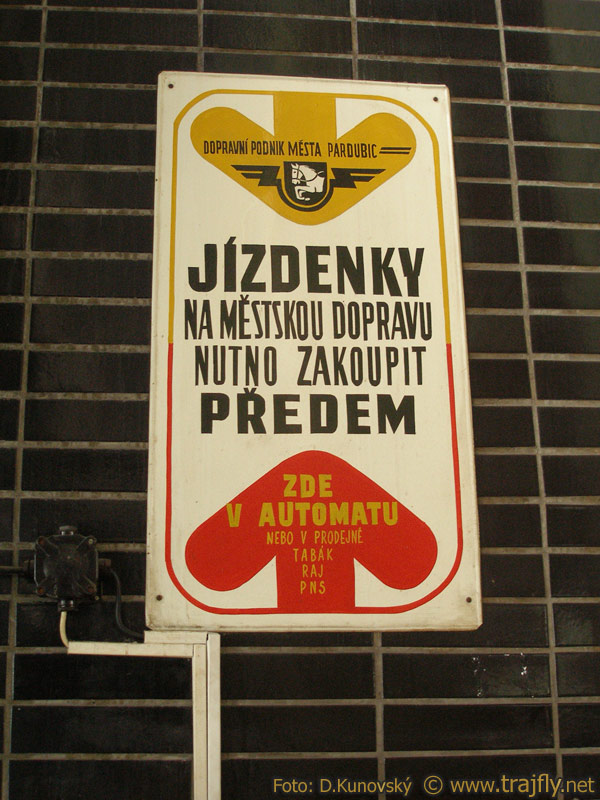 DOPRAVNÍ PODNIK MĚSTA PARDUBIC
JÍZDENKY
NA MĚSTSKOU DOPRAVU
NUTNO ZAKOUPIT
PŘEDEM
ZDE
V AUTOMATU
NEBO V PRODEJNĚ
TABÁK
RAJ
PNS
Foto: D.Kunovský © www.trajfly.net